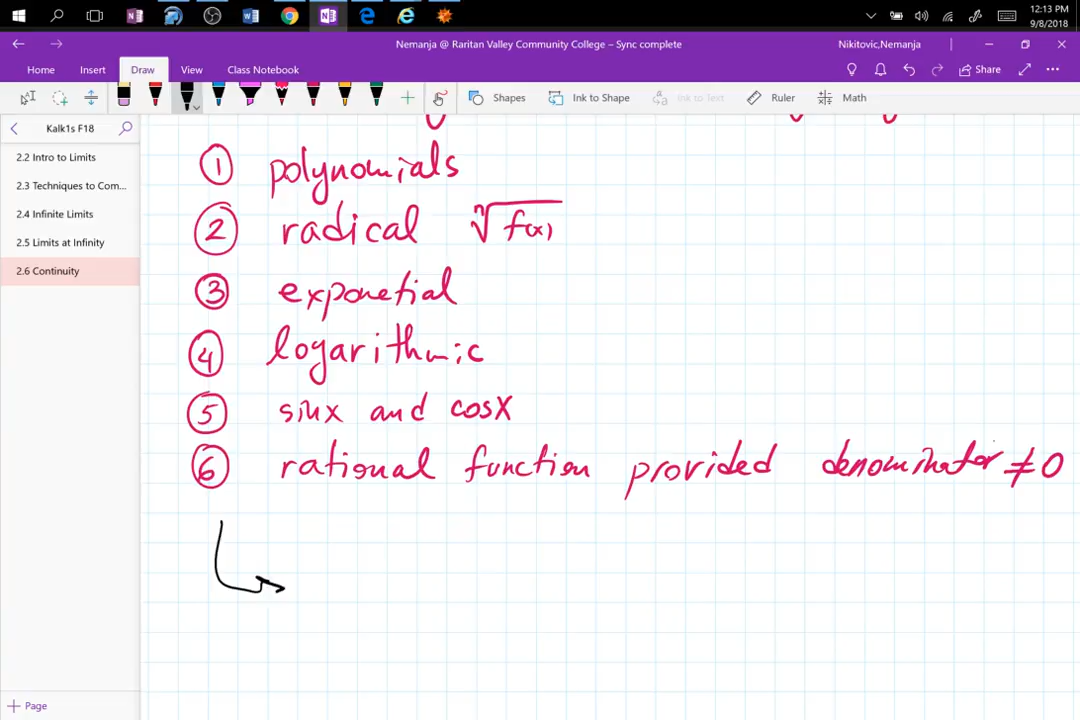 12:13 PM
9/8/2018
Nemanja @ Raritan Valley Community College – Sync complete
Nikitovic,Nemanja
Home Insert Draw View Class Notebook
Share
Shapes Ink to Shape Ink to Text Ruler Math
Kalk1s F18
2.2 Intro to Limits
2.3 Techniques to Com...
2.4 Infinite Limits
2.5 Limits at Infinity
2.6 Continuity
Page
① polynomials
② radical ⁿ√f(x)
③ exponetial
④ logarithmic
⑤ sinx and cosx
⑥ rational function provided denominator ≠ 0